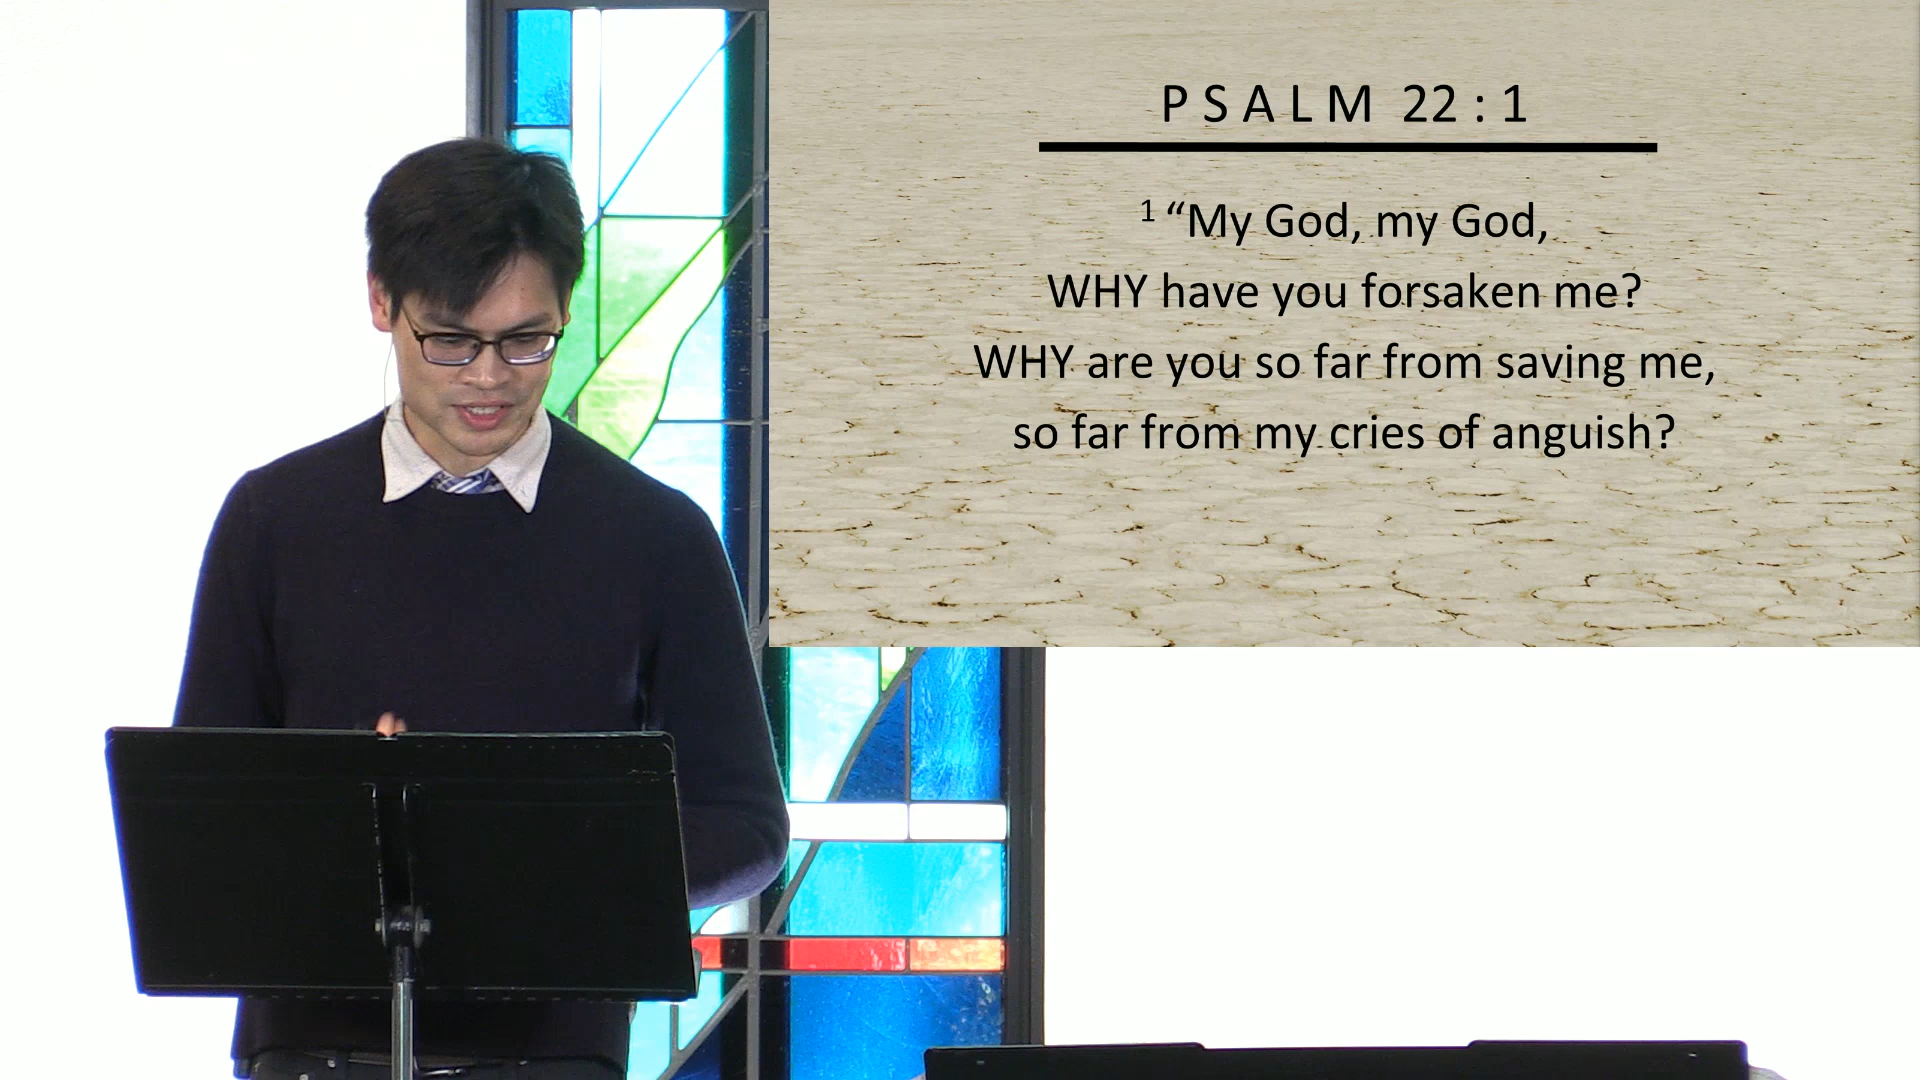 PSALM 22:1
1 “My God, my God,
WHY have you forsaken me?
WHY are you so far from saving me,
so far from my cries of anguish?